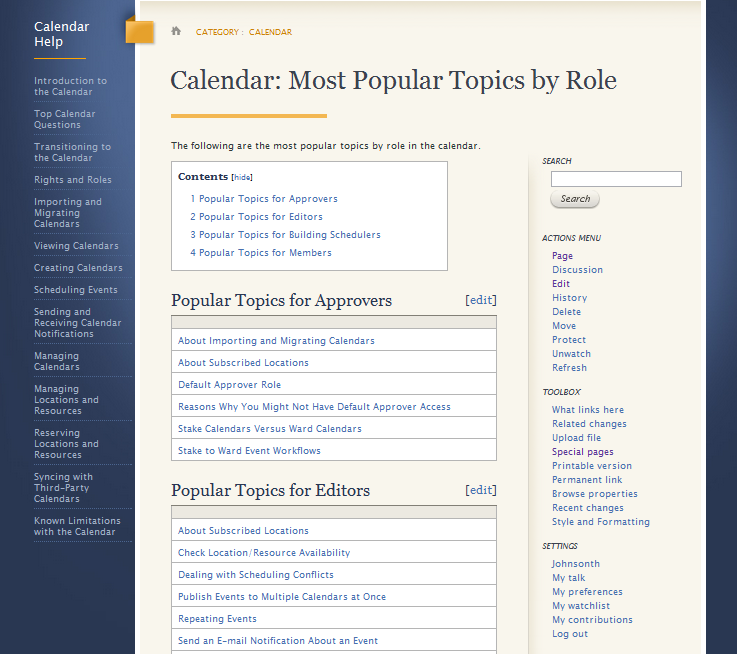 Calendar
Help
Introduction to
the Calendar
Top Calendar
Questions
Transitioning to
the Calendar
Rights and Roles
Importing and
Migrating
Calendars
Viewing Calendars
Creating Calendars
Scheduling Events
Sending and
Receiving Calendar
Notifications
Managing
Calendars
Managing
Locations and
Resources
Reserving
Locations and
Resources
Syncing with
Third-Party
Calendars
Known Limitations
with the Calendar
CATEGORY : CALENDAR
Calendar: Most Popular Topics by Role
The following are the most popular topics by role in the calendar.
Contents [hide]
1 Popular Topics for Approvers
2 Popular Topics for Editors
3 Popular Topics for Building Schedulers
4 Popular Topics for Members
Popular Topics for Approvers [edit]
About Importing and Migrating Calendars
About Subscribed Locations
Default Approver Role
Reasons Why You Might Not Have Default Approver Access
Stake Calendars Versus Ward Calendars
Stake to Ward Event Workflows
Popular Topics for Editors [edit]
About Subscribed Locations
Check Location/Resource Availability
Dealing with Scheduling Conflicts
Publish Events to Multiple Calendars at Once
Repeating Events
Send an E-mail Notification About an Event
SEARCH
Search
ACTIONS MENU
Page
Discussion
Edit
History
Delete
Move
Protect
Unwatch
Refresh
TOOLBOX
What links here
Related changes
Upload file
Special pages
Printable version
Permanent link
Browse properties
Recent changes
Style and Formatting
SETTINGS
Johnsonth
My talk
My preferences
My watchlist
My contributions
Log out